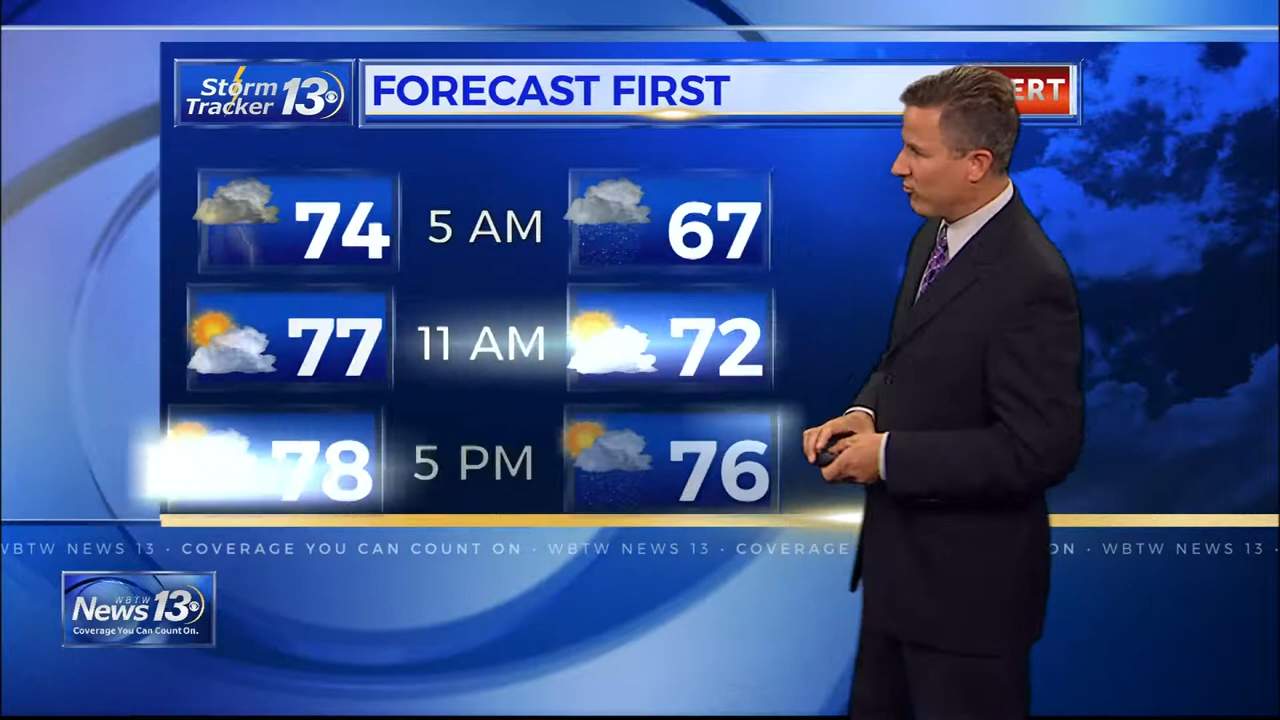 Storm Tracker 13
FORECAST FIRST
ERT
74 5 AM 67
77 11 AM 72
78 5 PM 76
WBTW NEWS 13 · COVERAGE YOU CAN COUNT ON · WBTW NEWS 13 · COVERAGE ON · WBTW NEWS 13 ·
WBTW
News 13
Coverage You Can Count On.